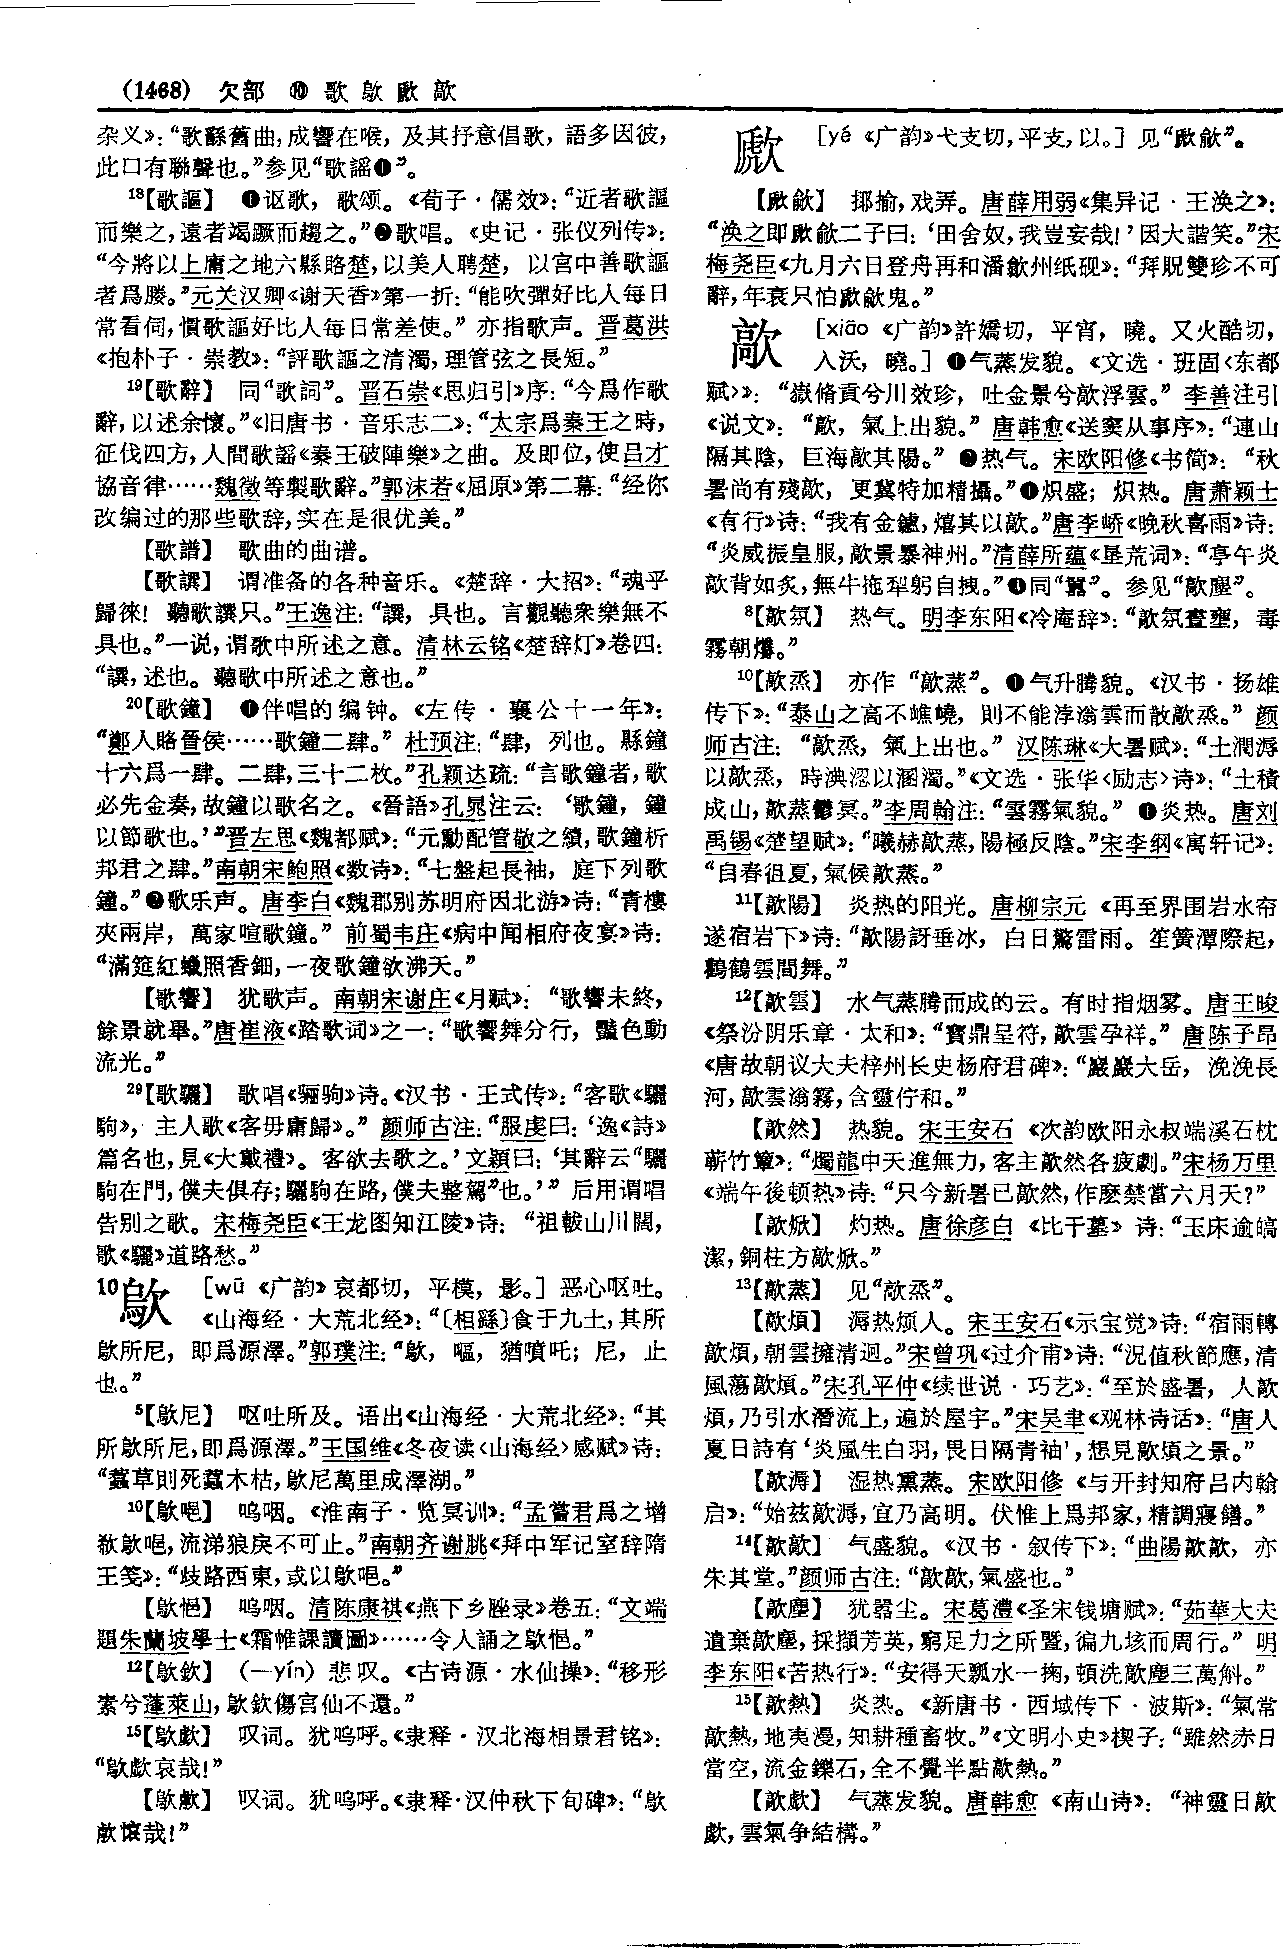 (1468) 欠部 ⑩ 歌歍歋歊
杂义》：“歌繇舊曲，成響在喉，及其抒意倡歌，語多因彼，
此口有聯聲也。”参见“歌謡❶”。
18【歌謳】 ❶讴歌，歌颂。《荀子·儒效》：“近者歌謳
而樂之，遠者竭蹶而趨之。”❷歌唱。《史记·张仪列传》：
“今將以上庸之地六縣賂楚，以美人聘楚，以宮中善歌謳
者爲媵。”元关汉卿《谢天香》第一折：“能吹彈好比人每日
常看伺，慣歌謳好比人每日常差使。”亦指歌声。晋葛洪
《抱朴子·崇教》：“評歌謳之清濁，理管弦之長短。”
19【歌辭】 同“歌詞”。晋石崇《思归引》序：“今爲作歌
辭，以述余懷。”《旧唐书·音乐志二》：“太宗爲秦王之時，
征伐四方，人間歌謠《秦王破陣樂》之曲。及即位，使吕才
協音律……魏徵等製歌辭。”郭沫若《屈原》第二幕：“经你
改编过的那些歌辞，实在是很优美。”
【歌譜】 歌曲的曲谱。
【歌譔】 谓准备的各种音乐。《楚辞·大招》：“魂乎
歸徠！聽歌譔只。”王逸注：“譔，具也。言觀聽衆樂無不
具也。”一说，谓歌中所述之意。清林云铭《楚辞灯》卷四：
“譔，述也。聽歌中所述之意也。”
20【歌鐘】 ❶伴唱的编钟。《左传·襄公十一年》：
“鄭人賂晉侯……歌鐘二肆。”杜预注：“肆，列也。縣鐘
十六爲一肆。二肆，三十二枚。”孔颖达疏：“言歌鐘者，歌
必先金奏，故鐘以歌名之。《晉語》孔晁注云：‘歌鐘，鐘
以節歌也。’”晋左思《魏都赋》：“元勳配管敬之績，歌鐘析
邦君之肆。”南朝宋鲍照《数诗》：“七盤起長袖，庭下列歌
鐘。”❷歌乐声。唐李白《魏郡别苏明府因北游》诗：“青樓
夾兩岸，萬家喧歌鐘。”前蜀韦庄《病中闻相府夜宴》诗：
“滿筵紅蠟照香鈿，一夜歌鐘欲沸天。”
【歌響】 犹歌声。南朝宋谢庄《月赋》：“歌響未終，
餘景就畢。”唐崔液《踏歌词》之一：“歌響舞分行，豔色動
流光。”
29【歌驪】 歌唱《骊驹》诗。《汉书·王式传》：“客歌《驪
駒》，主人歌《客毋庸歸》。”颜师古注：“服虔曰：‘逸《詩》
篇名也，見《大戴禮》。客欲去歌之。’文穎曰：‘其辭云“驪
駒在門，僕夫俱存；驪駒在路，僕夫整駕”也。’”后用谓唱
告别之歌。宋梅尧臣《王龙图知江陵》诗：“祖軷山川闊，
歌《驪》道路愁。”
10歍 ［wū 《广韵》哀都切，平模，影。］恶心呕吐。
《山海经·大荒北经》：“〔相繇〕食于九土，其所
歍所尼，即爲源澤。”郭璞注：“歍，嘔，猶噴吒；尼，止
也。”
5【歍尼】 呕吐所及。语出《山海经·大荒北经》：“其
所歍所尼，即爲源澤。”王国维《冬夜读〈山海经〉感赋》诗：
“蠚草則死蠚木枯，歍尼萬里成澤湖。”
10【歍唈】 呜咽。《淮南子·览冥训》：“孟嘗君爲之增
欷歍唈，流涕狼戾不可止。”南朝齐谢朓《拜中军记室辞隋
王笺》：“歧路西東，或以歍唈。”
【歍悒】 呜咽。清陈康祺《燕下乡脞录》卷五：“文端
題朱蘭坡學士《霜帷課讀圖》……令人誦之歍悒。”
12【歍欽】 （—yín）悲叹。《古诗源·水仙操》：“移形
素兮蓬萊山，歍欽傷宫仙不還。”
15【歍歑】 叹词。犹呜呼。《隶释·汉北海相景君铭》：
“歍歑哀哉！”
【歍歔】 叹词。犹呜呼。《隶释·汉仲秋下旬碑》：“歍
歔懷哉！”
歋 ［yé 《广韵》弋支切，平支，以。］见“歋歈”。
【歋歈】 揶揄，戏弄。唐薛用弱《集异记·王涣之》：
“涣之即歋歈二子曰：‘田舍奴，我豈妄哉！’因大諧笑。”宋
梅尧臣《九月六日登舟再和潘歙州纸砚》：“拜貺雙珍不可
辭，年衰只怕歋歈鬼。”
歊 ［xiāo 《广韵》許嬌切，平宵，曉。又火酷切，
入沃，曉。］❶气蒸发貌。《文选·班固〈东都
赋〉》：“嶽脩貢兮川效珍，吐金景兮歊浮雲。”李善注引
《说文》：“歊，氣上出貌。”唐韩愈《送窦从事序》：“連山
隔其陰，巨海歊其陽。”❷热气。宋欧阳修《书简》：“秋
暑尚有殘歊，更冀特加精攝。”❸炽盛；炽热。唐萧颖士
《有行》诗：“我有金鑪，熺其以歊。”唐李峤《晚秋喜雨》诗：
“炎威振皇服，歊景暴神州。”清薛所蕴《垦荒词》：“亭午炎
歊背如炙，無牛拖犁躬自拽。”❹同“囂”。参见“歊塵”。
8【歊氛】 热气。明李东阳《冷庵辞》：“歊氛晝壅，毒
霧朝爢。”
10【歊烝】 亦作“歊蒸”。❶气升腾貌。《汉书·扬雄
传下》：“泰山之高不嶕嶢，則不能浡滃雲而散歊烝。”颜
师古注：“歊烝，氣上出也。”汉陈琳《大暑赋》：“土潤溽
以歊烝，時淟涊以溷濁。”《文选·张华〈励志〉诗》：“土積
成山，歊蒸鬱冥。”李周翰注：“雲霧氣貌。”❷炎热。唐刘
禹锡《楚望赋》：“曦赫歊蒸，陽極反陰。”宋李纲《寓轩记》：
“自春徂夏，氣候歊蒸。”
11【歊陽】 炎热的阳光。唐柳宗元《再至界围岩水帘
遂宿岩下》诗：“歊陽訝垂冰，白日驚雷雨。笙簧潭際起，
鸛鶴雲間舞。”
12【歊雲】 水气蒸腾而成的云。有时指烟雾。唐王晙
《祭汾阴乐章·太和》：“寶鼎呈符，歊雲孕祥。”唐陈子昂
《唐故朝议大夫梓州长史杨府君碑》：“巖巖大岳，浼浼長
河，歊雲滃霧，含靈佇和。”
【歊然】 热貌。宋王安石《次韵欧阳永叔端溪石枕
蕲竹簟》：“燭龍中天進無力，客主歊然各疲劇。”宋杨万里
《端午後顿热》诗：“只今新暑已歊然，作麽禁當六月天？”
【歊焮】 灼热。唐徐彦白《比干墓》诗：“玉床逾皜
潔，銅柱方歊焮。”
13【歊蒸】 见“歊烝”。
【歊煩】 溽热烦人。宋王安石《示宝觉》诗：“宿雨轉
歊煩，朝雲擁清迥。”宋曾巩《过介甫》诗：“況值秋節應，清
風蕩歊煩。”宋孔平仲《续世说·巧艺》：“至於盛暑，人歊
煩，乃引水潛流上，遍於屋宇。”宋吴聿《观林诗话》：“唐人
夏日詩有‘炎風生白羽，畏日隔青袖’，想見歊煩之景。”
【歊溽】 湿热熏蒸。宋欧阳修《与开封知府吕内翰
启》：“始兹歊溽，宜乃高明。伏惟上爲邦家，精調寢饍。”
14【歊歊】 气盛貌。《汉书·叙传下》：“曲陽歊歊，亦
朱其堂。”颜师古注：“歊歊，氣盛也。”
【歊塵】 犹嚣尘。宋葛澧《圣宋钱塘赋》：“茹華大夫
遺棄歊塵，採擷芳英，窮足力之所暨，徧九垓而周行。”明
李东阳《苦热行》：“安得天瓢水一掬，頓洗歊塵三萬斛。”
15【歊熱】 炎热。《新唐书·西域传下·波斯》：“氣常
歊熱，地夷漫，知耕種畜牧。”《文明小史》楔子：“雖然赤日
當空，流金鑠石，全不覺半點歊熱。”
【歊歔】 气蒸发貌。唐韩愈《南山诗》：“神靈日歊
歔，雲氣争結構。”